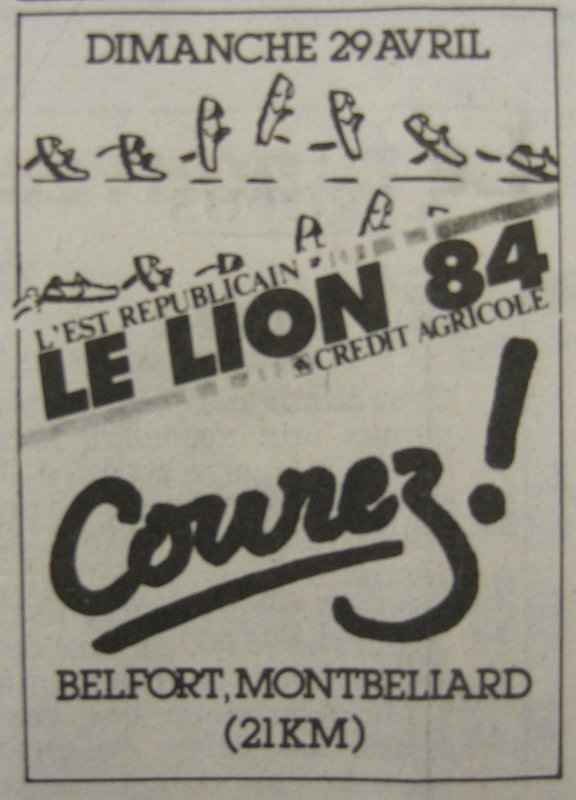 DIMANCHE 29 AVRIL
L'EST REPUBLICAIN
LE LION 84
CREDIT AGRICOLE
Courez!
BELFORT, MONTBELIARD
(21KM)